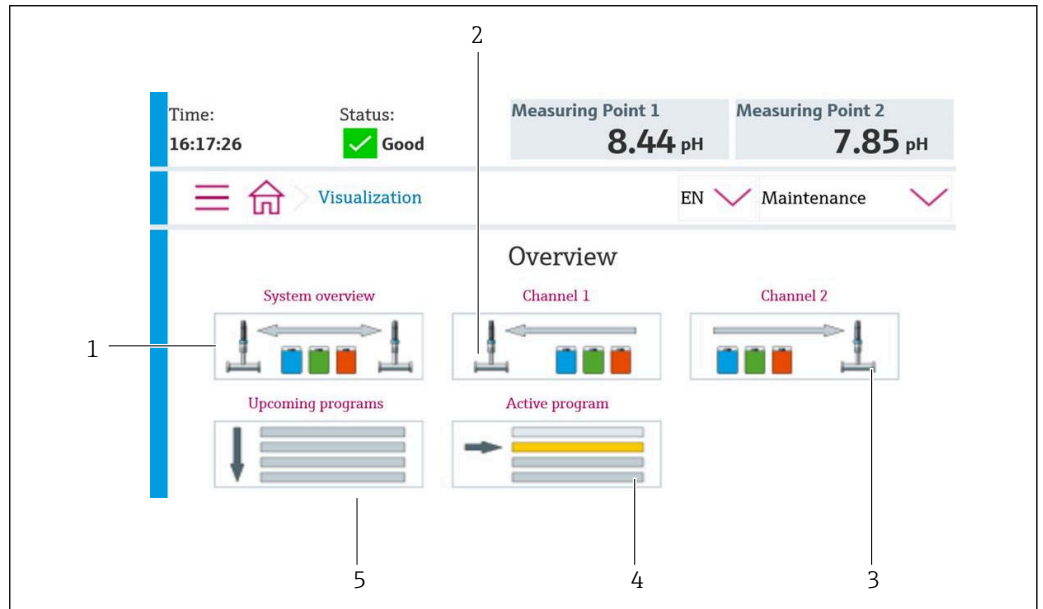 2
Time: Status: Measuring Point 1 Measuring Point 2
16:17:26 Good 8.44 pH 7.85 pH
Visualization EN Maintenance
Overview
System overview Channel 1 Channel 2
1
Upcoming programs Active program
5 4 3